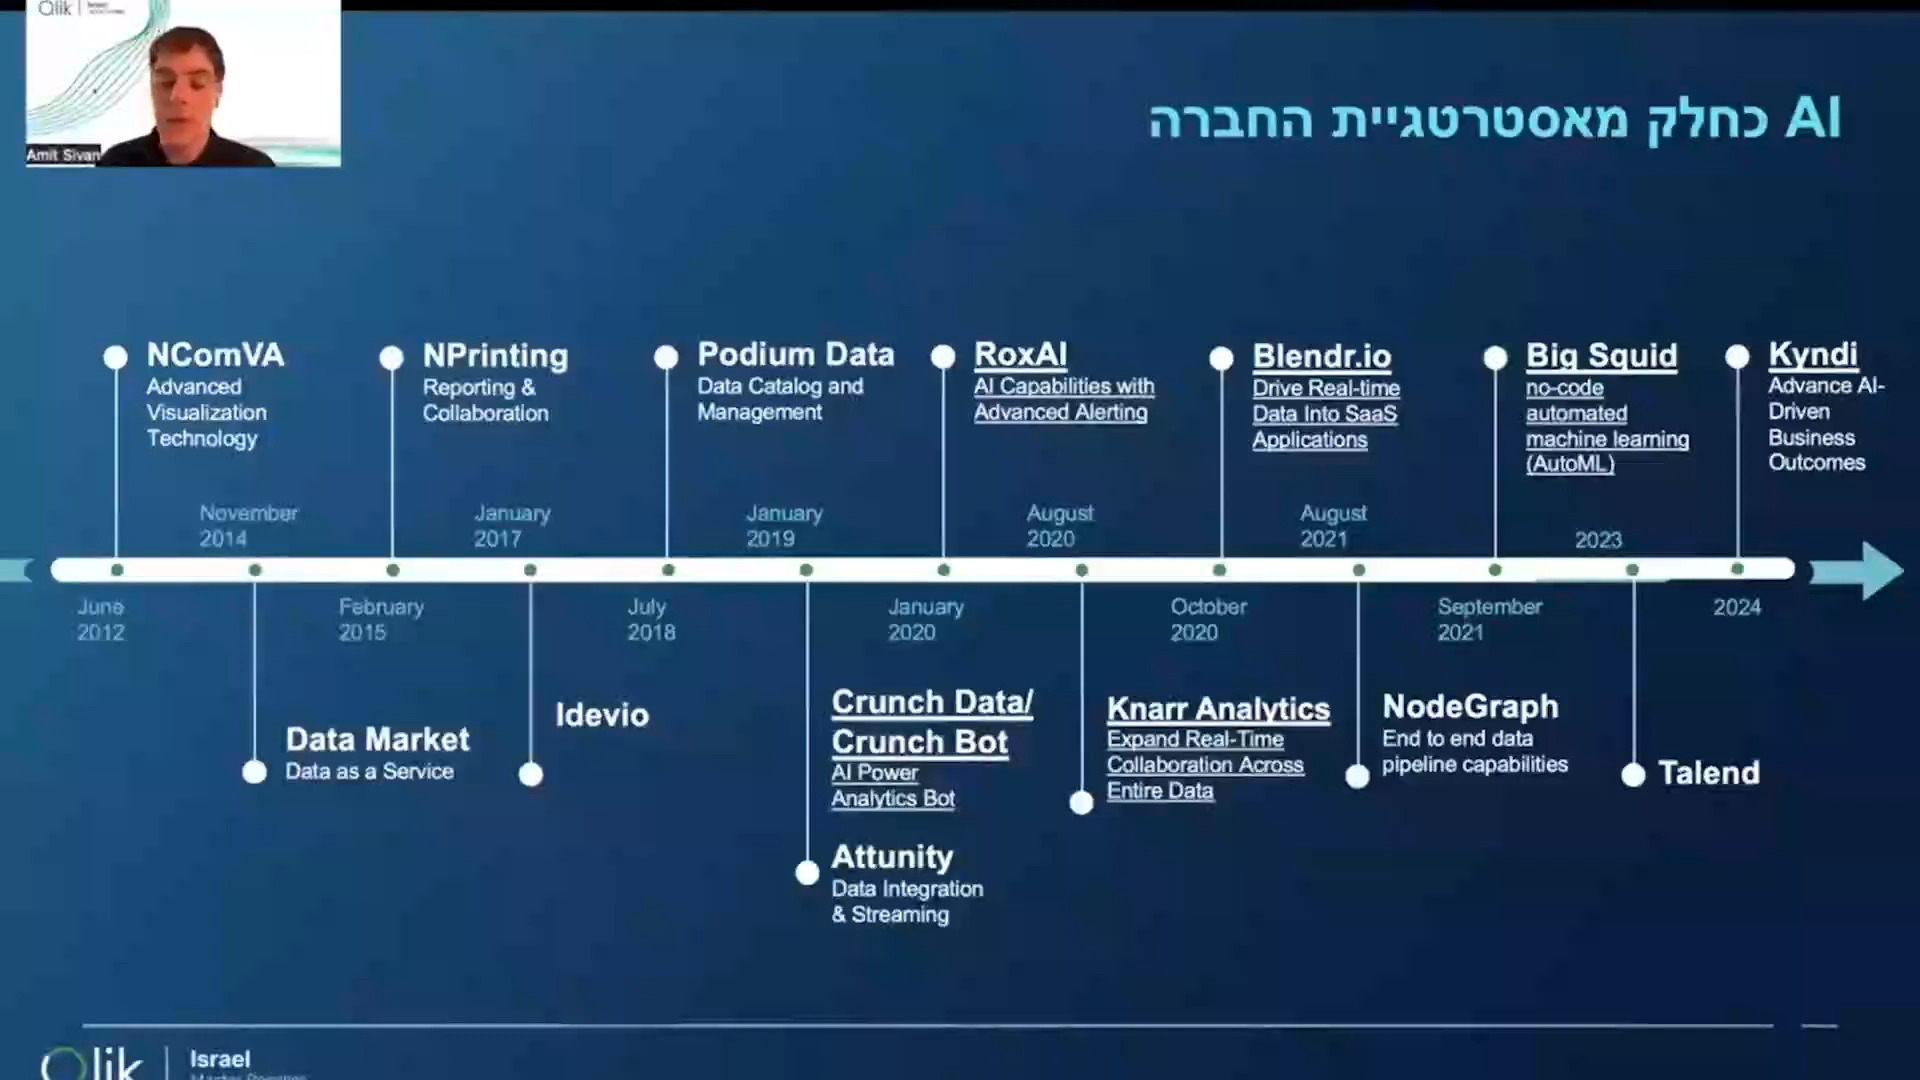 Qlik
Israel
Amit Sivan
AI כחלק מאסטרטגיית החברה
NComVA
Advanced
Visualization
Technology
NPrinting
Reporting &
Collaboration
Podium Data
Data Catalog and
Management
RoxAI
AI Capabilities with
Advanced Alerting
Blendr.io
Drive Real-time
Data Into SaaS
Applications
Big Squid
no-code
automated
machine learning
(AutoML)
Kyndi
Advance AI-
Driven
Business
Outcomes
November
2014
January
2017
January
2019
August
2020
August
2021
2023
June
2012
February
2015
July
2018
January
2020
October
2020
September
2021
2024
Data Market
Data as a Service
Idevio
Crunch Data/
Crunch Bot
AI Power
Analytics Bot
Attunity
Data Integration
& Streaming
Knarr Analytics
Expand Real-Time
Collaboration Across
Entire Data
NodeGraph
End to end data
pipeline capabilities
Talend
Qlik
Israel